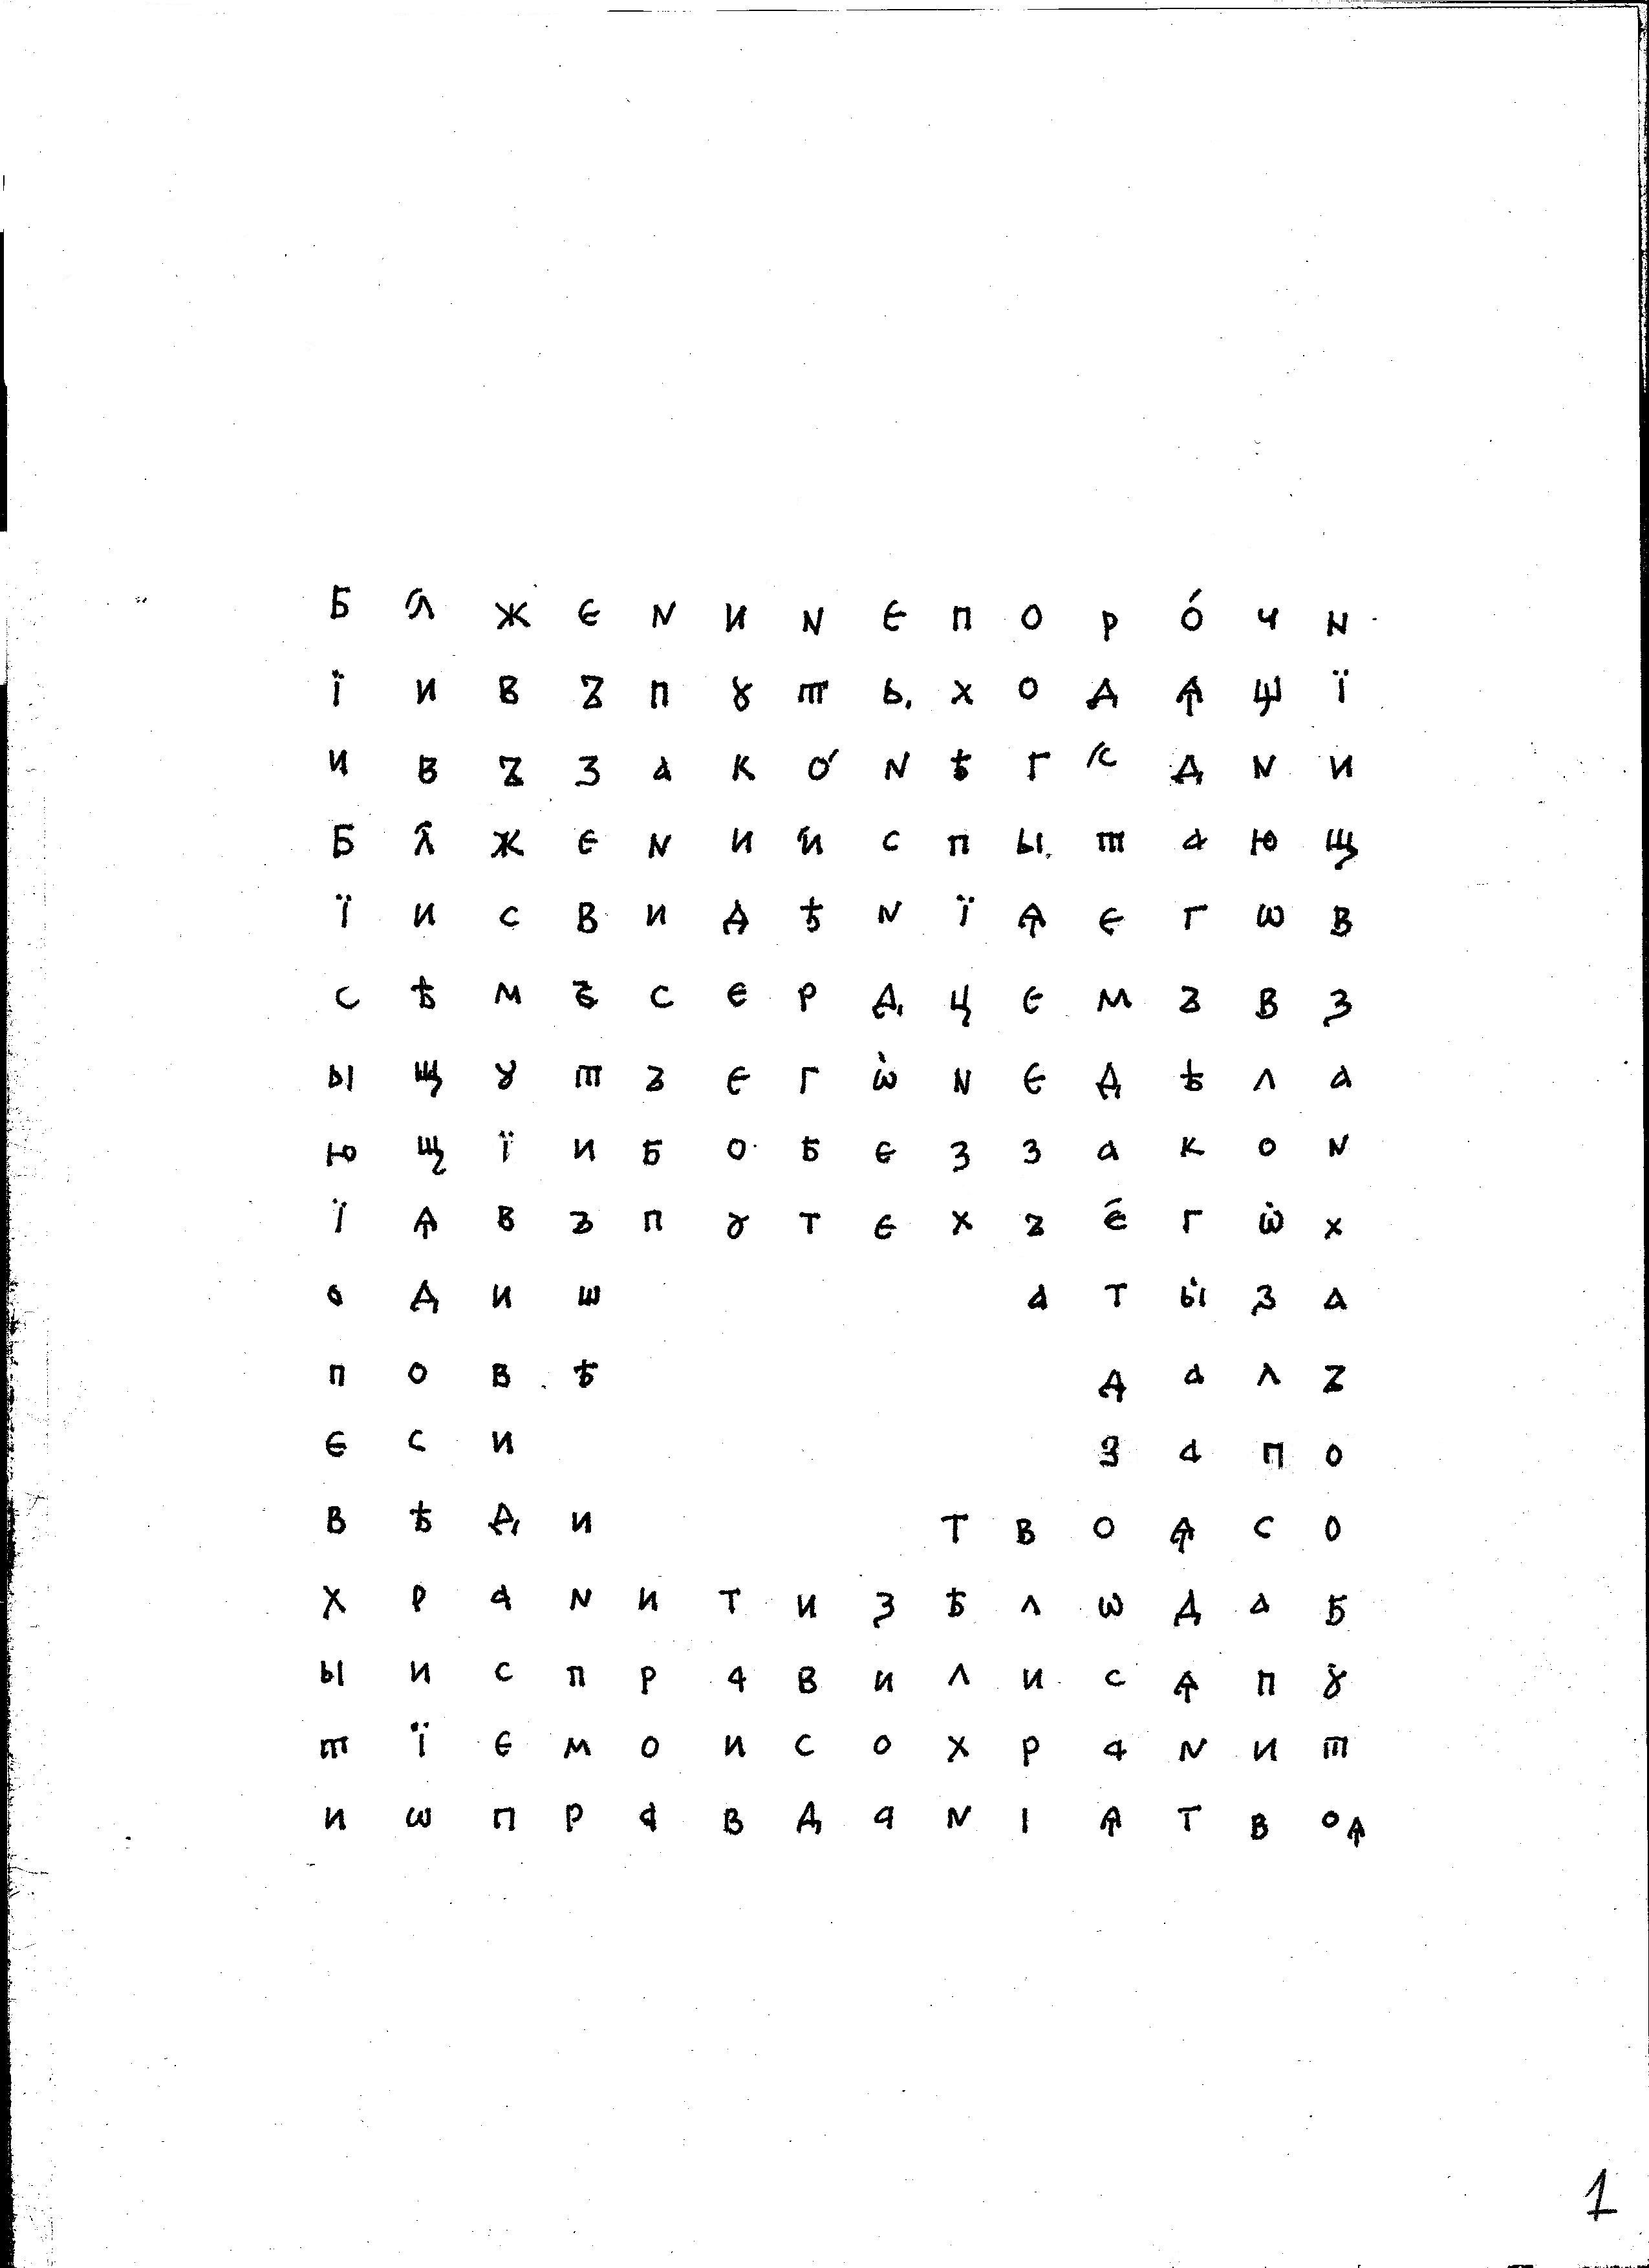 Б Л҃ Ж Є Н И Н Є П О Р О́ Ч Н
Ї И В Ъ П Ꙋ Т Ь Х О Д Ѧ Щ Ї
И В Ъ З А К О́ Н Ѣ Г С҃ Д Н И
Б Л҃ Ж Є Н И И҆ С П Ы Т А Ю Щ
Ї И С В И Д Ѣ Н Ї Ѧ Є Г Ѡ В
С Ѣ М Ъ С Є Р Д Ц Є М Ъ В З
Ы Щ Ꙋ Т Ъ Є Г Ѡ̀ Н Є Д Ѣ Л А
Ю Щ Ї И Б О Б Є З З А К О Н
Ї Ѧ В Ъ П Ꙋ Т Є Х Ъ Є҆ Г Ѡ̀ Х
О Д И Ш А Т Ы̀ З А
П О В Ѣ Д А Л Ъ
Є С И З А П О
В Ѣ Д И Т В О Ѧ С О
Х Р А Н И Т И З Ѣ Л Ѡ Д А Б
Ы И С П Р А В И Л И С Ѧ П Ꙋ
Т Ї Є М О И С О Х Р А Н И Т
И Ѡ П Р А В Д А Н І Ѧ Т В О Ѧ
1